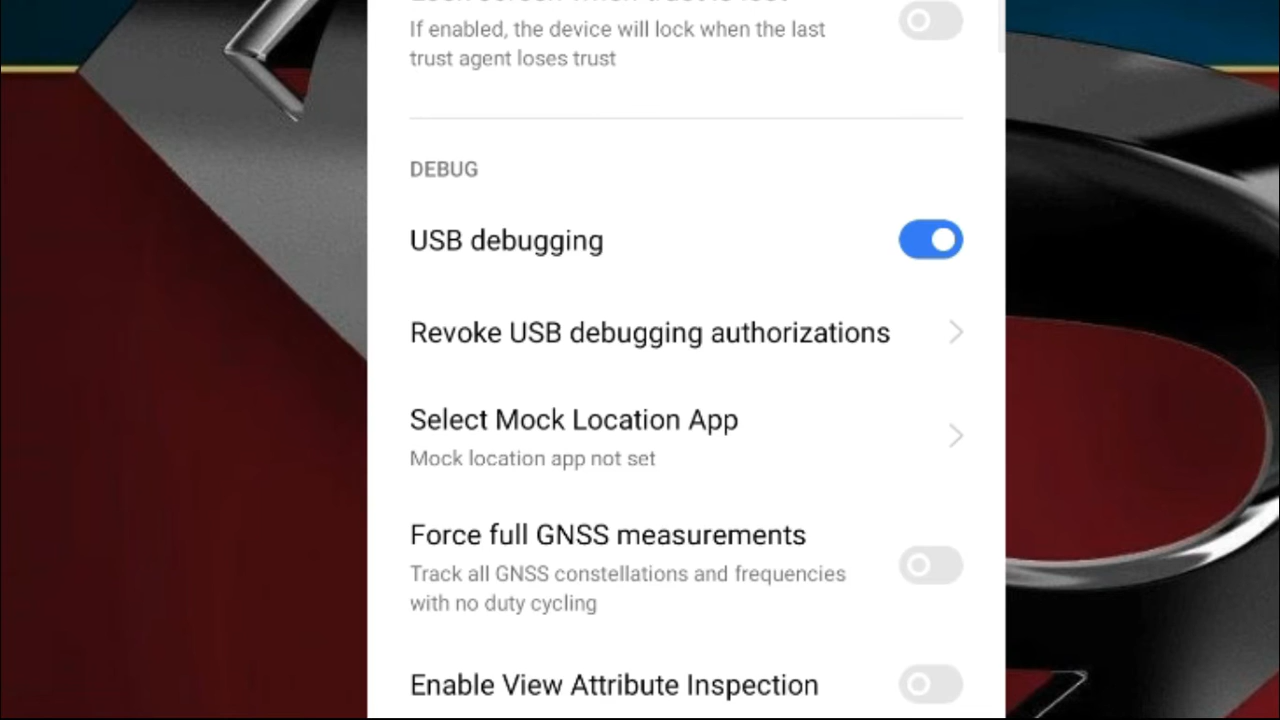 If enabled, the device will lock when the last
trust agent loses trust
DEBUG
USB debugging
Revoke USB debugging authorizations
Select Mock Location App
Mock location app not set
Force full GNSS measurements
Track all GNSS constellations and frequencies
with no duty cycling
Enable View Attribute Inspection